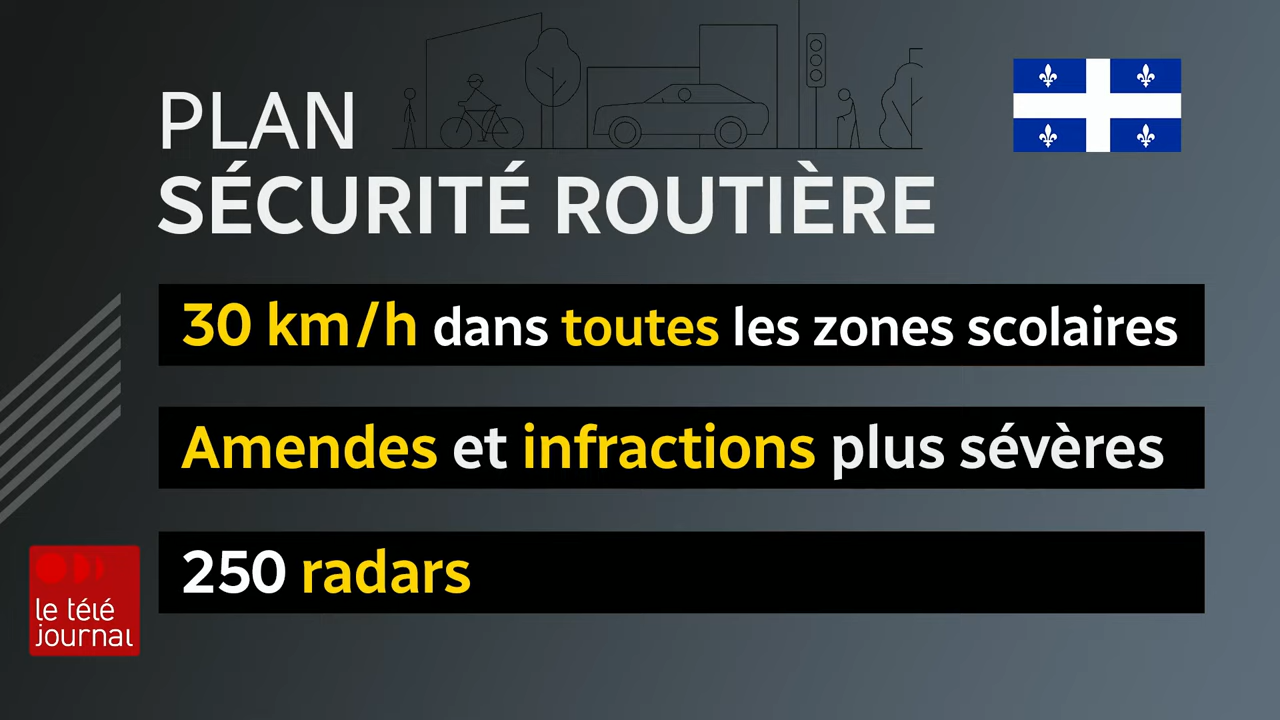 PLAN
SÉCURITÉ ROUTIÈRE
30 km/h dans toutes les zones scolaires
Amendes et infractions plus sévères
250 radars
le télé
journal